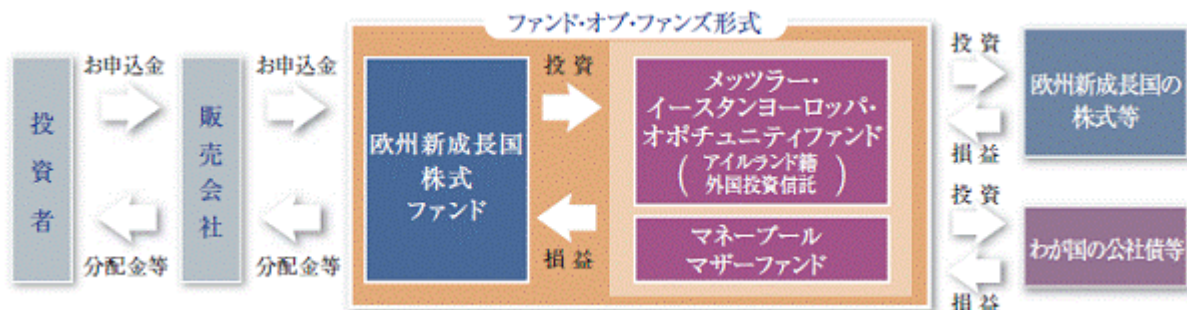 ファンド・オブ・ファンズ形式
投資者
お申込金
分配金等
販売会社
お申込金
分配金等
欧州新成長国
株式
ファンド
投資
損益
メッツラー・
イースタンヨーロッパ・
オポチュニティファンド
(アイルランド籍
外国投資信託)
マネープール
マザーファンド
投資
損益
欧州新成長国の
株式等
投資
損益
わが国の公社債等